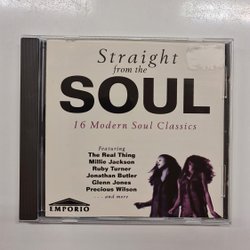 Straight
from the
SOUL
16 Modern Soul Classics
Featuring
The Real Thing
Millie Jackson
Ruby Turner
Jonathan Butler
Glenn Jones
Precious Wilson
. . . and more
EMPORIO